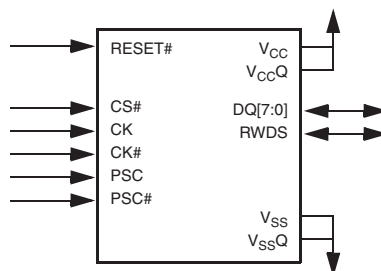 RESET#
CS#
CK
CK#
PSC
PSC#
VCC
VCCQ
DQ[7:0]
RWDS
VSS
VSSQ